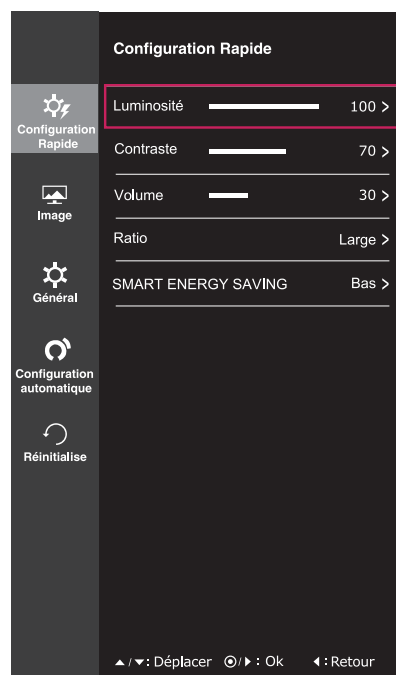 Configuration Rapide
Configuration
Rapide
Image
Général
Configuration
automatique
Réinitialise
Luminosité 100 >
Contraste 70 >
Volume 30 >
Ratio Large >
SMART ENERGY SAVING Bas >
▲/▼: Déplacer ⦿/▶ : Ok ◀ : Retour